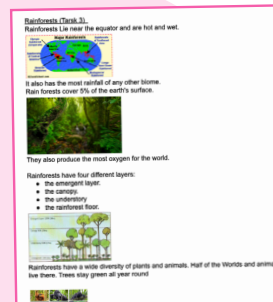 Rainforests (Tarsk 3)
Rainforests Lie near the equator and are hot and wet.
Major Rainforests
It also has the most rainfall of any other biome.
Rain forests cover 5% of the earth's surface.
They also produce the most oxygen for the world.
Rainforests have four different layers:
the emergent layer.
the canopy.
the understory
the rainforest floor.
Rainforests have a wide diversity of plants and animals. Half of the Worlds and anima
live there. Trees stay green all year round